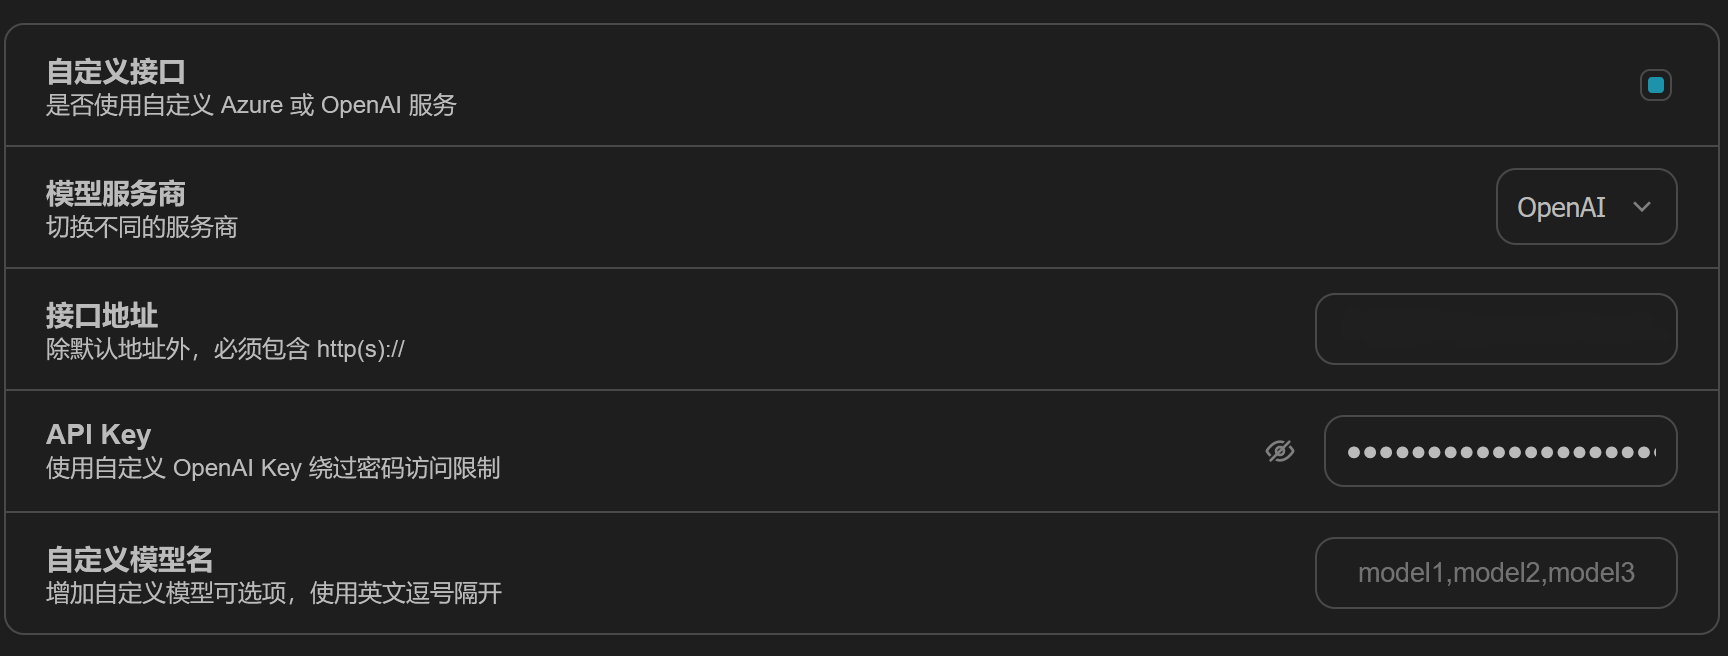 自定义接口
是否使用自定义 Azure 或 OpenAI 服务
模型服务商
切换不同的服务商
OpenAI
接口地址
除默认地址外，必须包含 http(s)://
API Key
使用自定义 OpenAI Key 绕过密码访问限制
自定义模型名
增加自定义模型可选项，使用英文逗号隔开
model1,model2,model3